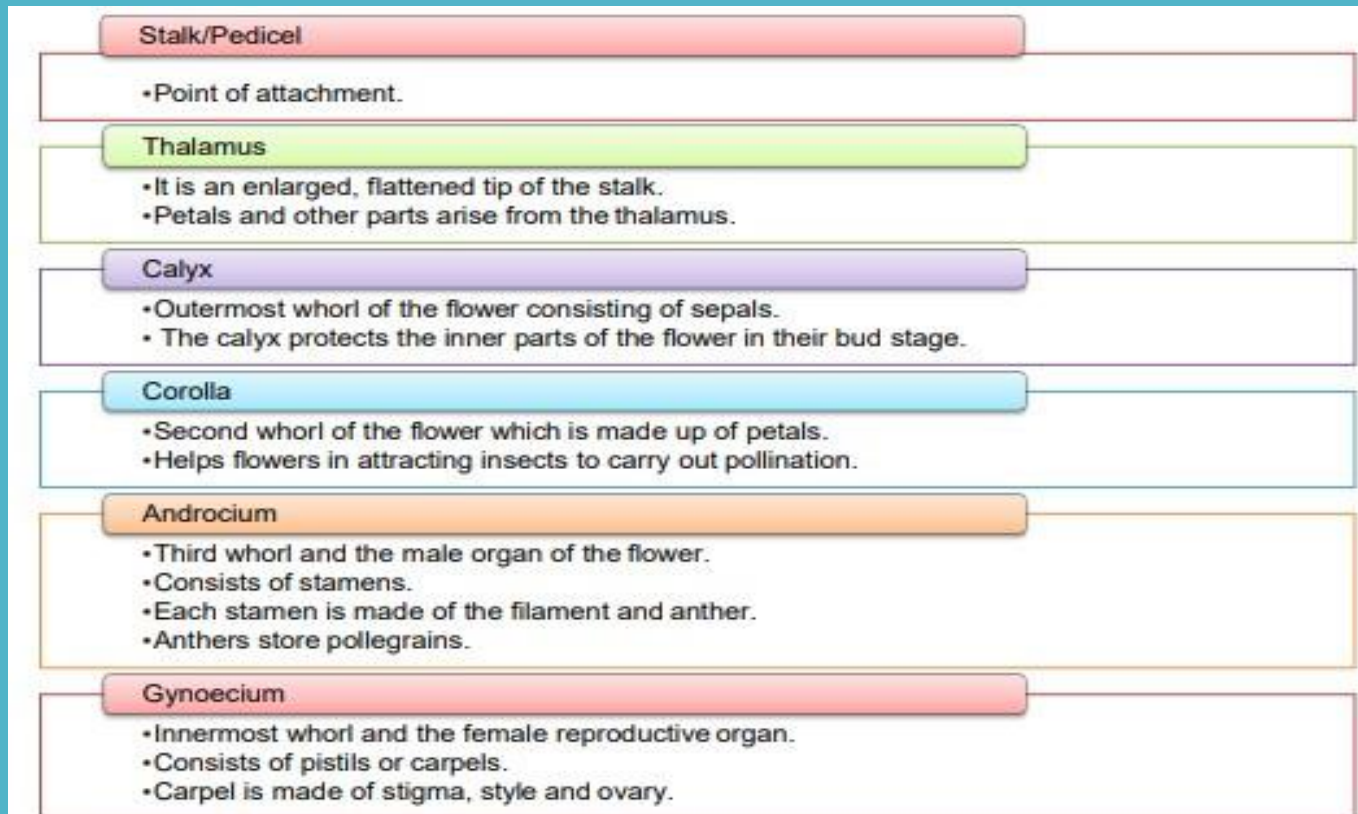 Stalk/Pedicel
•Point of attachment.
Thalamus
•It is an enlarged, flattened tip of the stalk.
•Petals and other parts arise from the thalamus.
Calyx
•Outermost whorl of the flower consisting of sepals.
• The calyx protects the inner parts of the flower in their bud stage.
Corolla
•Second whorl of the flower which is made up of petals.
•Helps flowers in attracting insects to carry out pollination.
Androcium
•Third whorl and the male organ of the flower.
•Consists of stamens.
•Each stamen is made of the filament and anther.
•Anthers store pollegrains.
Gynoecium
•Innermost whorl and the female reproductive organ.
•Consists of pistils or carpels.
•Carpel is made of stigma, style and ovary.